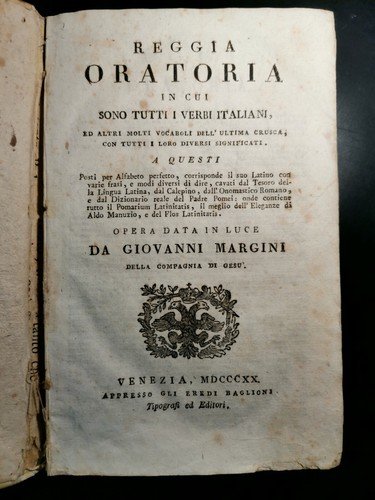 REGGIA
ORATORIA
IN CUI
SONO TUTTI I VERBI ITALIANI,
ED ALTRI MOLTI VOCABOLI DELL'ULTIMA CRUSCA,
CON TUTTI I LORO DIVERSI SIGNIFICATI.
A QUESTI
Posti per Alfabeto perfetto, corrisponde il suo Latino con
varie frasi, e modi diversi di dire, cavati dal Tesoro del-
la Lingua Latina, dal Calepino, dall'Onomastico Romano,
e dal Dizionario reale del Padre Pomei: onde contiene
tutto il Pomarium Latinitatis, il meglio dell'Eleganze di
Aldo Manuzio, e del Flos Latinitatis.
OPERA DATA IN LUCE
DA GIOVANNI MARGINI
DELLA COMPAGNIA DI GESU'.
VENEZIA, MDCCCXX.
APPRESSO GLI EREDI BAGLIONI
Tipografi ed Editori.